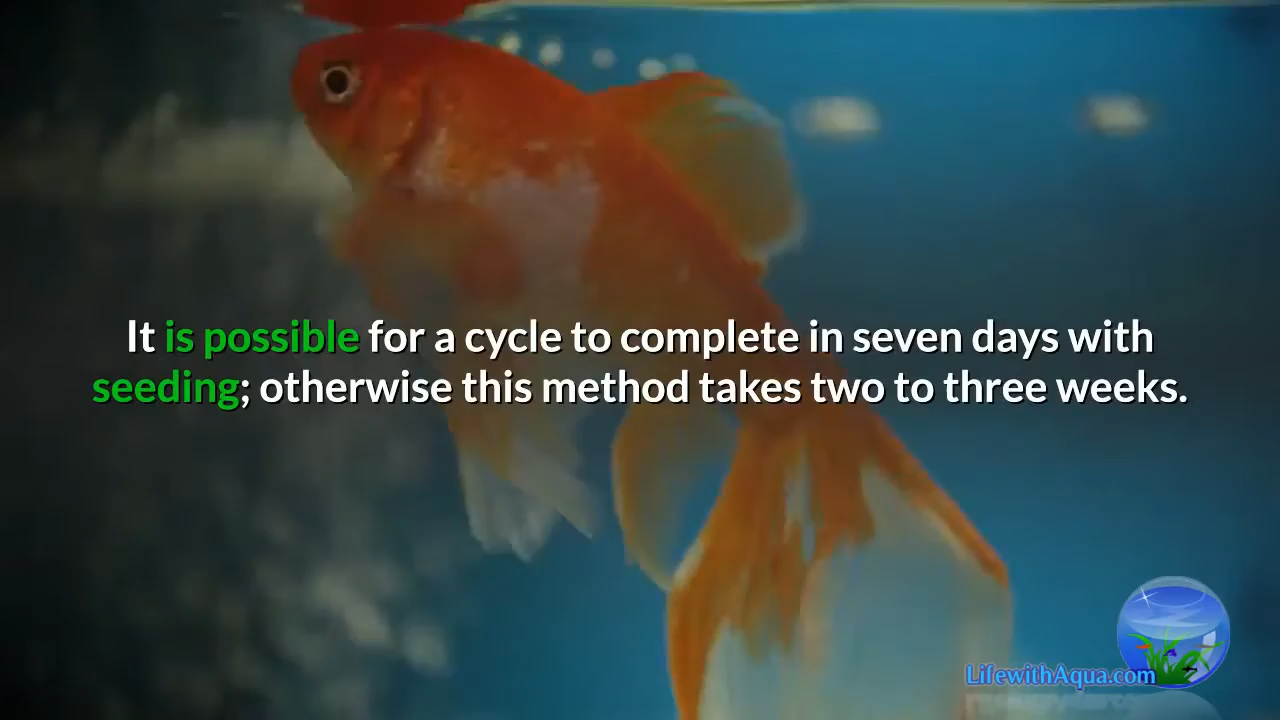 It is possible for a cycle to complete in seven days with
seeding; otherwise this method takes two to three weeks.
LifewithAqua.com